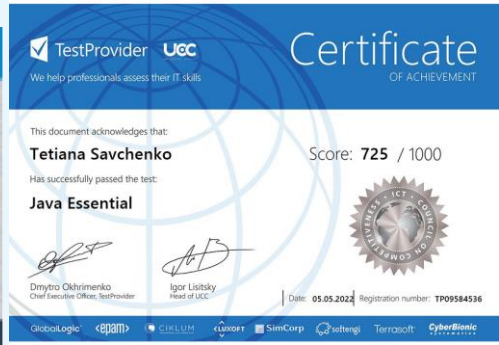 TestProvider UCC
We help professionals assess their IT skills
Certificate
OF ACHIEVEMENT
This document acknowledges that:
Tetiana Savchenko
Score: 725 / 1000
Has successfully passed the test:
Java Essential
ICT COUNCIL ON COMPETITIVENESS
Dmytro Okhrimenko
Chief Executive Officer, TestProvider
Igor Lisitsky
Head of UCC
Date: 05.05.2022 Registration number: TP09584536
GlobalLogic <epam> CIKLUM <LUXOFT SimCorp softengi Terrasoft CyberBionic